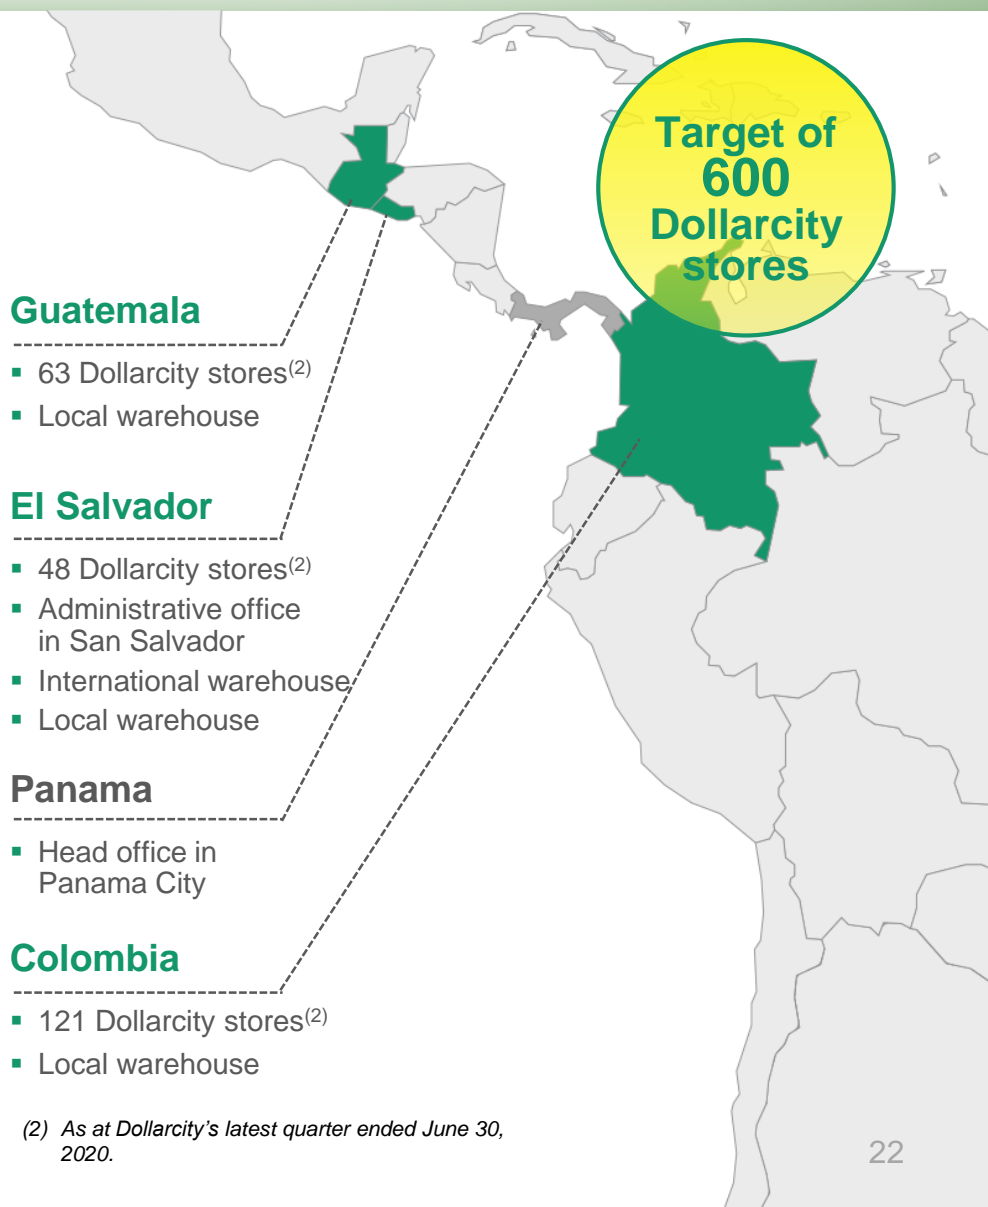 Target of
600
Dollarcity
stores
Guatemala
▪ 63 Dollarcity stores(2)
▪ Local warehouse
El Salvador
▪ 48 Dollarcity stores(2)
▪ Administrative office
in San Salvador
▪ International warehouse
▪ Local warehouse
Panama
▪ Head office in
Panama City
Colombia
▪ 121 Dollarcity stores(2)
▪ Local warehouse
(2) As at Dollarcity's latest quarter ended June 30,
2020.
22